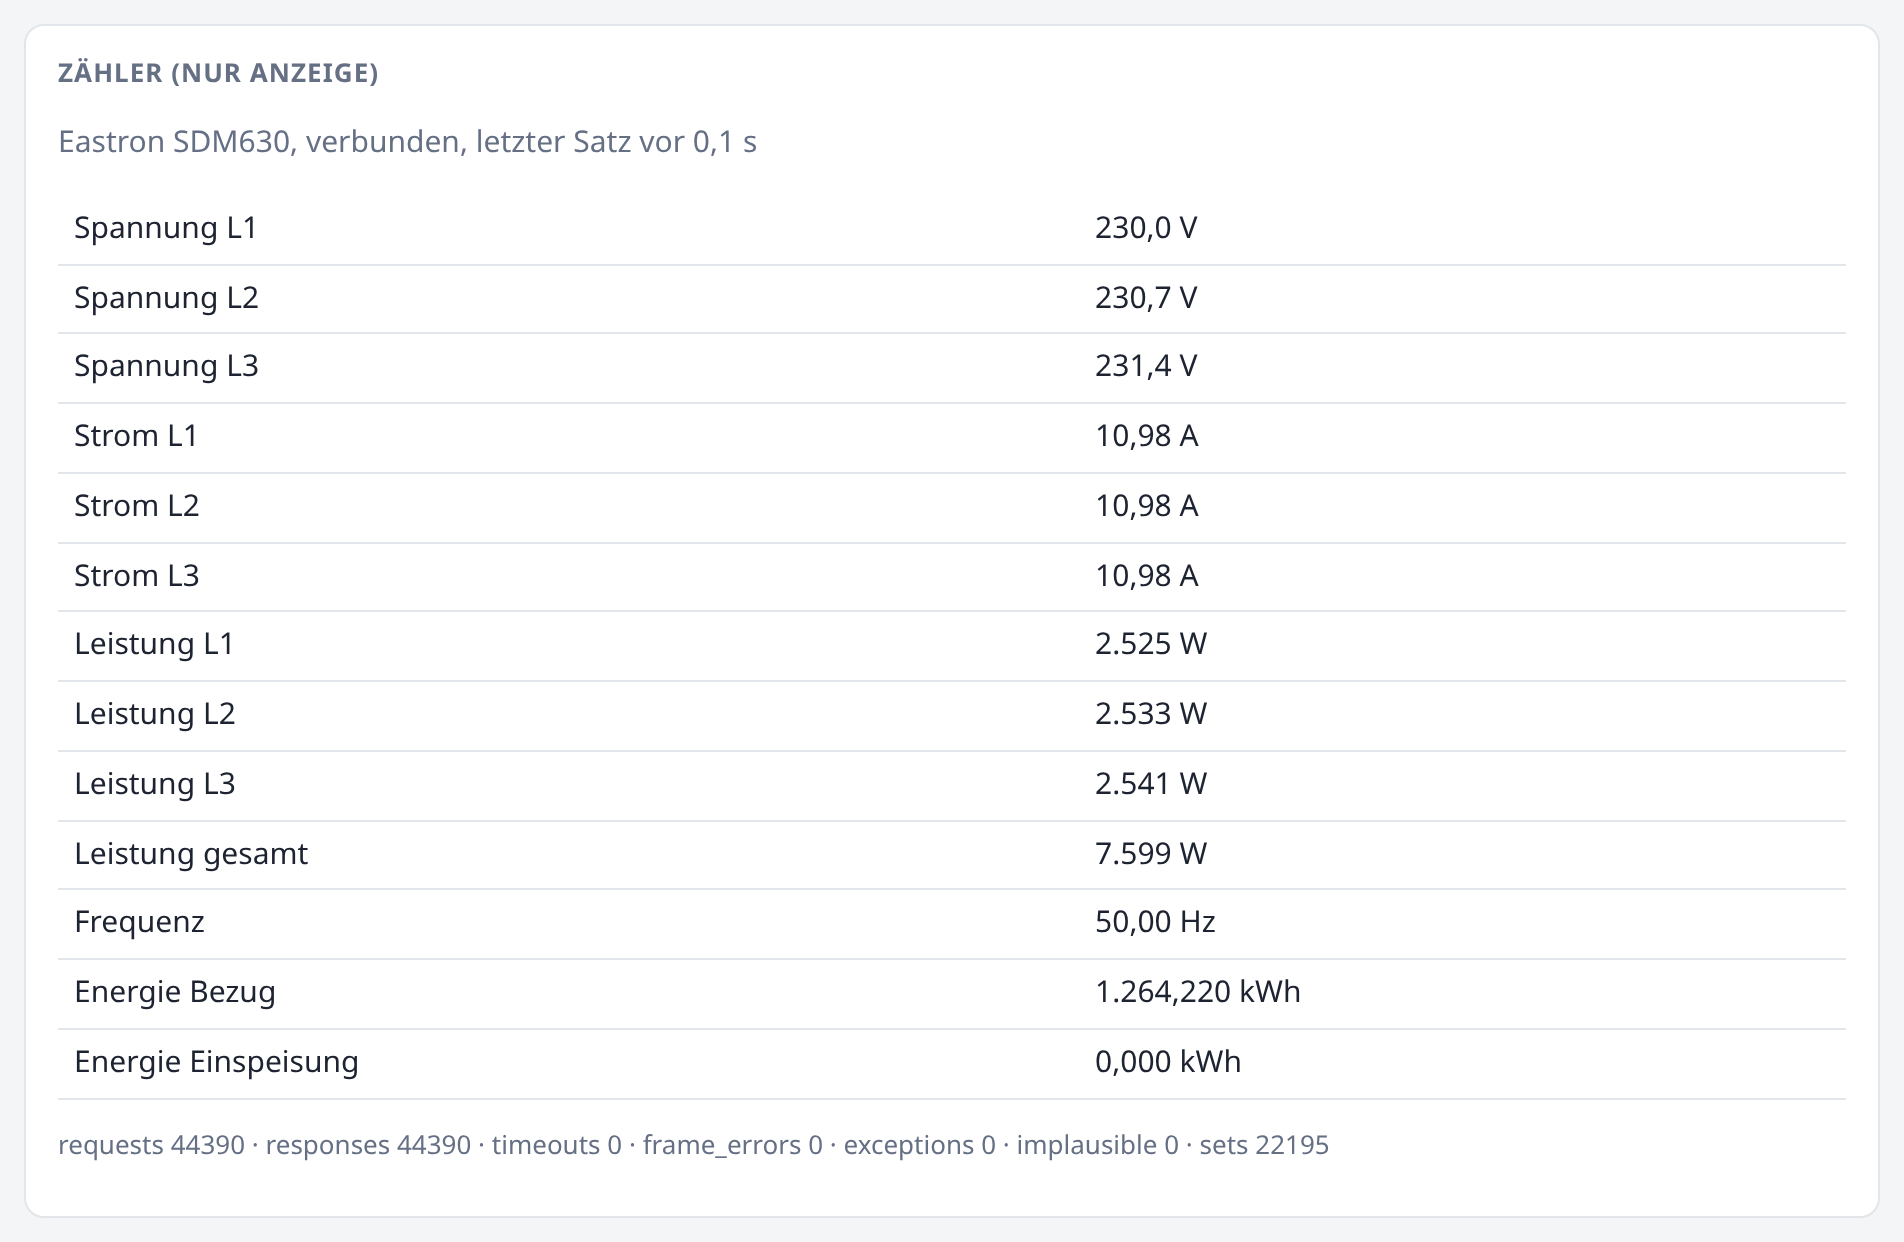 ZÄHLER (NUR ANZEIGE)
Eastron SDM630, verbunden, letzter Satz vor 0,1 s
Spannung L1 230,0 V
Spannung L2 230,7 V
Spannung L3 231,4 V
Strom L1 10,98 A
Strom L2 10,98 A
Strom L3 10,98 A
Leistung L1 2.525 W
Leistung L2 2.533 W
Leistung L3 2.541 W
Leistung gesamt 7.599 W
Frequenz 50,00 Hz
Energie Bezug 1.264,220 kWh
Energie Einspeisung 0,000 kWh
requests 44390 · responses 44390 · timeouts 0 · frame_errors 0 · exceptions 0 · implausible 0 · sets 22195